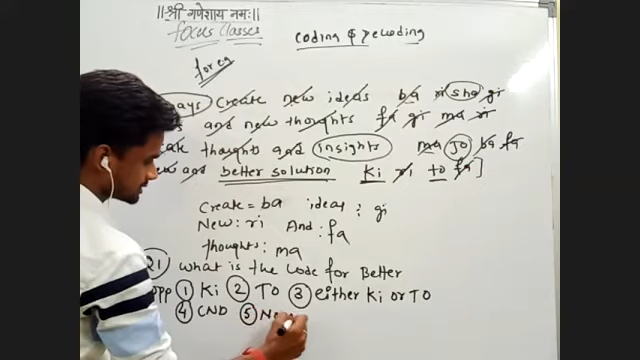 ॥श्री गणेशाय नमः॥
focus Classes
coding & decoding
for eg
Create new ideas ba ri sha gi
and new thoughts fa gi ma ri
thoughts and insights ma Jo ba fa
and better solution Ki ri to fa]
Create = ba ideas : gi
New : ri And : fa
thoughts : ma
Q1 What is the Code for Better
opp ① Ki ② To ③ either Ki or TO
④ CND ⑤